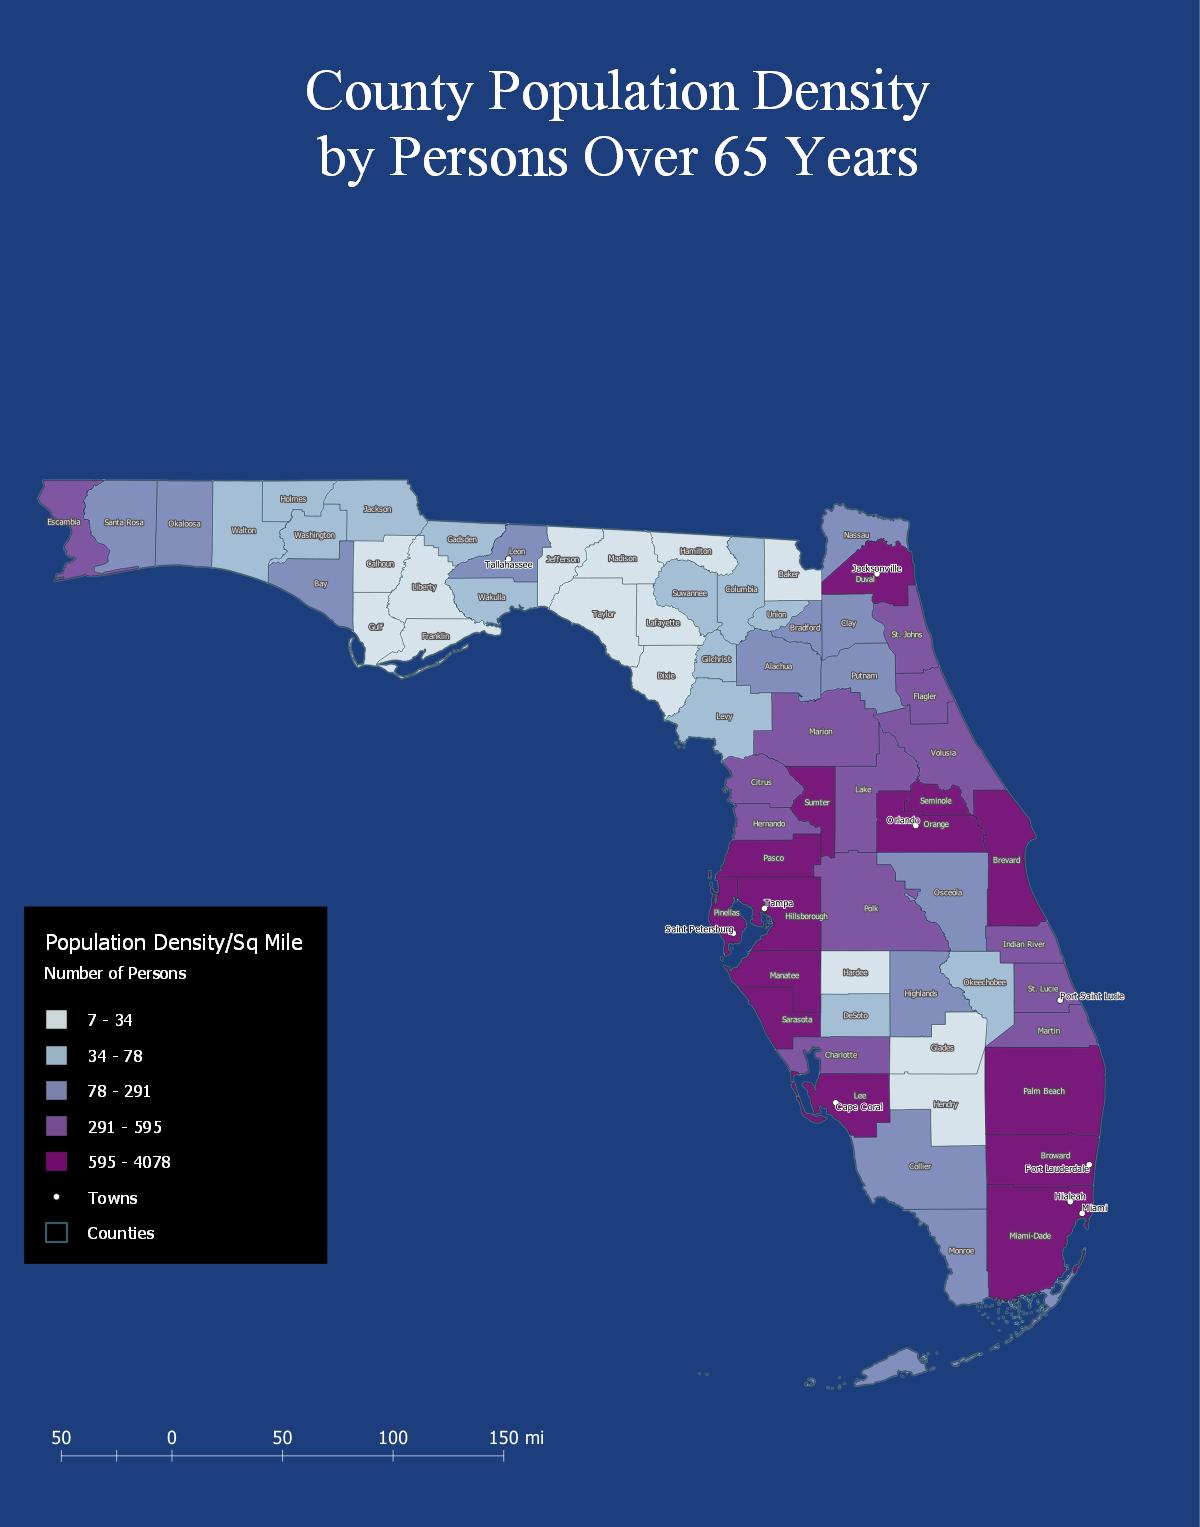 County Population Density
by Persons Over 65 Years
Escambia
Santa Rosa
Okaloosa
Walton
Holmes
Washington
Jackson
Bay
Calhoun
Gulf
Liberty
Franklin
Gadsden
Leon
Tallahassee
Wakulla
Jefferson
Madison
Hamilton
Taylor
Lafayette
Suwannee
Columbia
Baker
Nassau
Jacksonville
Duval
Union
Bradford
Clay
St. Johns
Dixie
Gilchrist
Alachua
Putnam
Flagler
Levy
Marion
Volusia
Citrus
Sumter
Lake
Seminole
Hernando
Orlando
Orange
Pasco
Brevard
Pinellas
Tampa
Hillsborough
Polk
Osceola
Saint Petersburg
Indian River
Manatee
Hardee
Highlands
Okeechobee
St. Lucie
Port Saint Lucie
Sarasota
DeSoto
Martin
Charlotte
Glades
Lee
Cape Coral
Hendry
Palm Beach
Collier
Broward
Fort Lauderdale
Hialeah
Miami
Miami-Dade
Monroe
Population Density/Sq Mile
Number of Persons
7 - 34
34 - 78
78 - 291
291 - 595
595 - 4078
Towns
Counties
50 0 50 100 150 mi